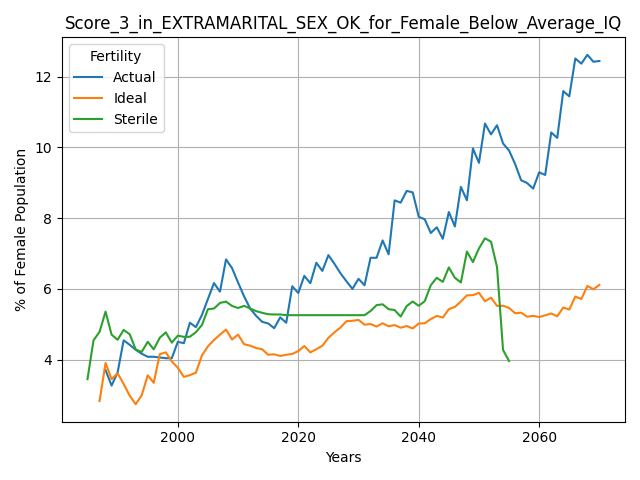 Score_3_in_EXTRAMARITAL_SEX_OK_for_Female_Below_Average_IQ
Fertility
Actual
Ideal
Sterile
% of Female Population
12
10
8
6
4
2000
2020
2040
2060
Years